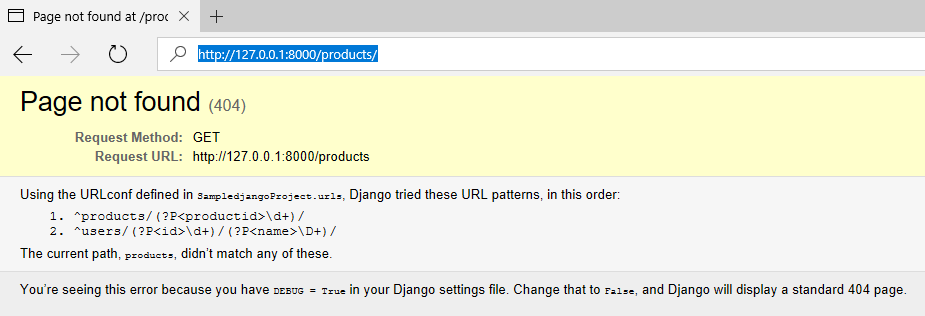 Page not found at /proc
http://127.0.0.1:8000/products/
Page not found (404)
Request Method: GET
Request URL: http://127.0.0.1:8000/products
Using the URLconf defined in SampledjangoProject.urls, Django tried these URL patterns, in this order:
1. ^products/(?P<productid>\d+)/
2. ^users/(?P<id>\d+)/(?P<name>\D+)/
The current path, products, didn't match any of these.
You're seeing this error because you have DEBUG = True in your Django settings file. Change that to False, and Django will display a standard 404 page.